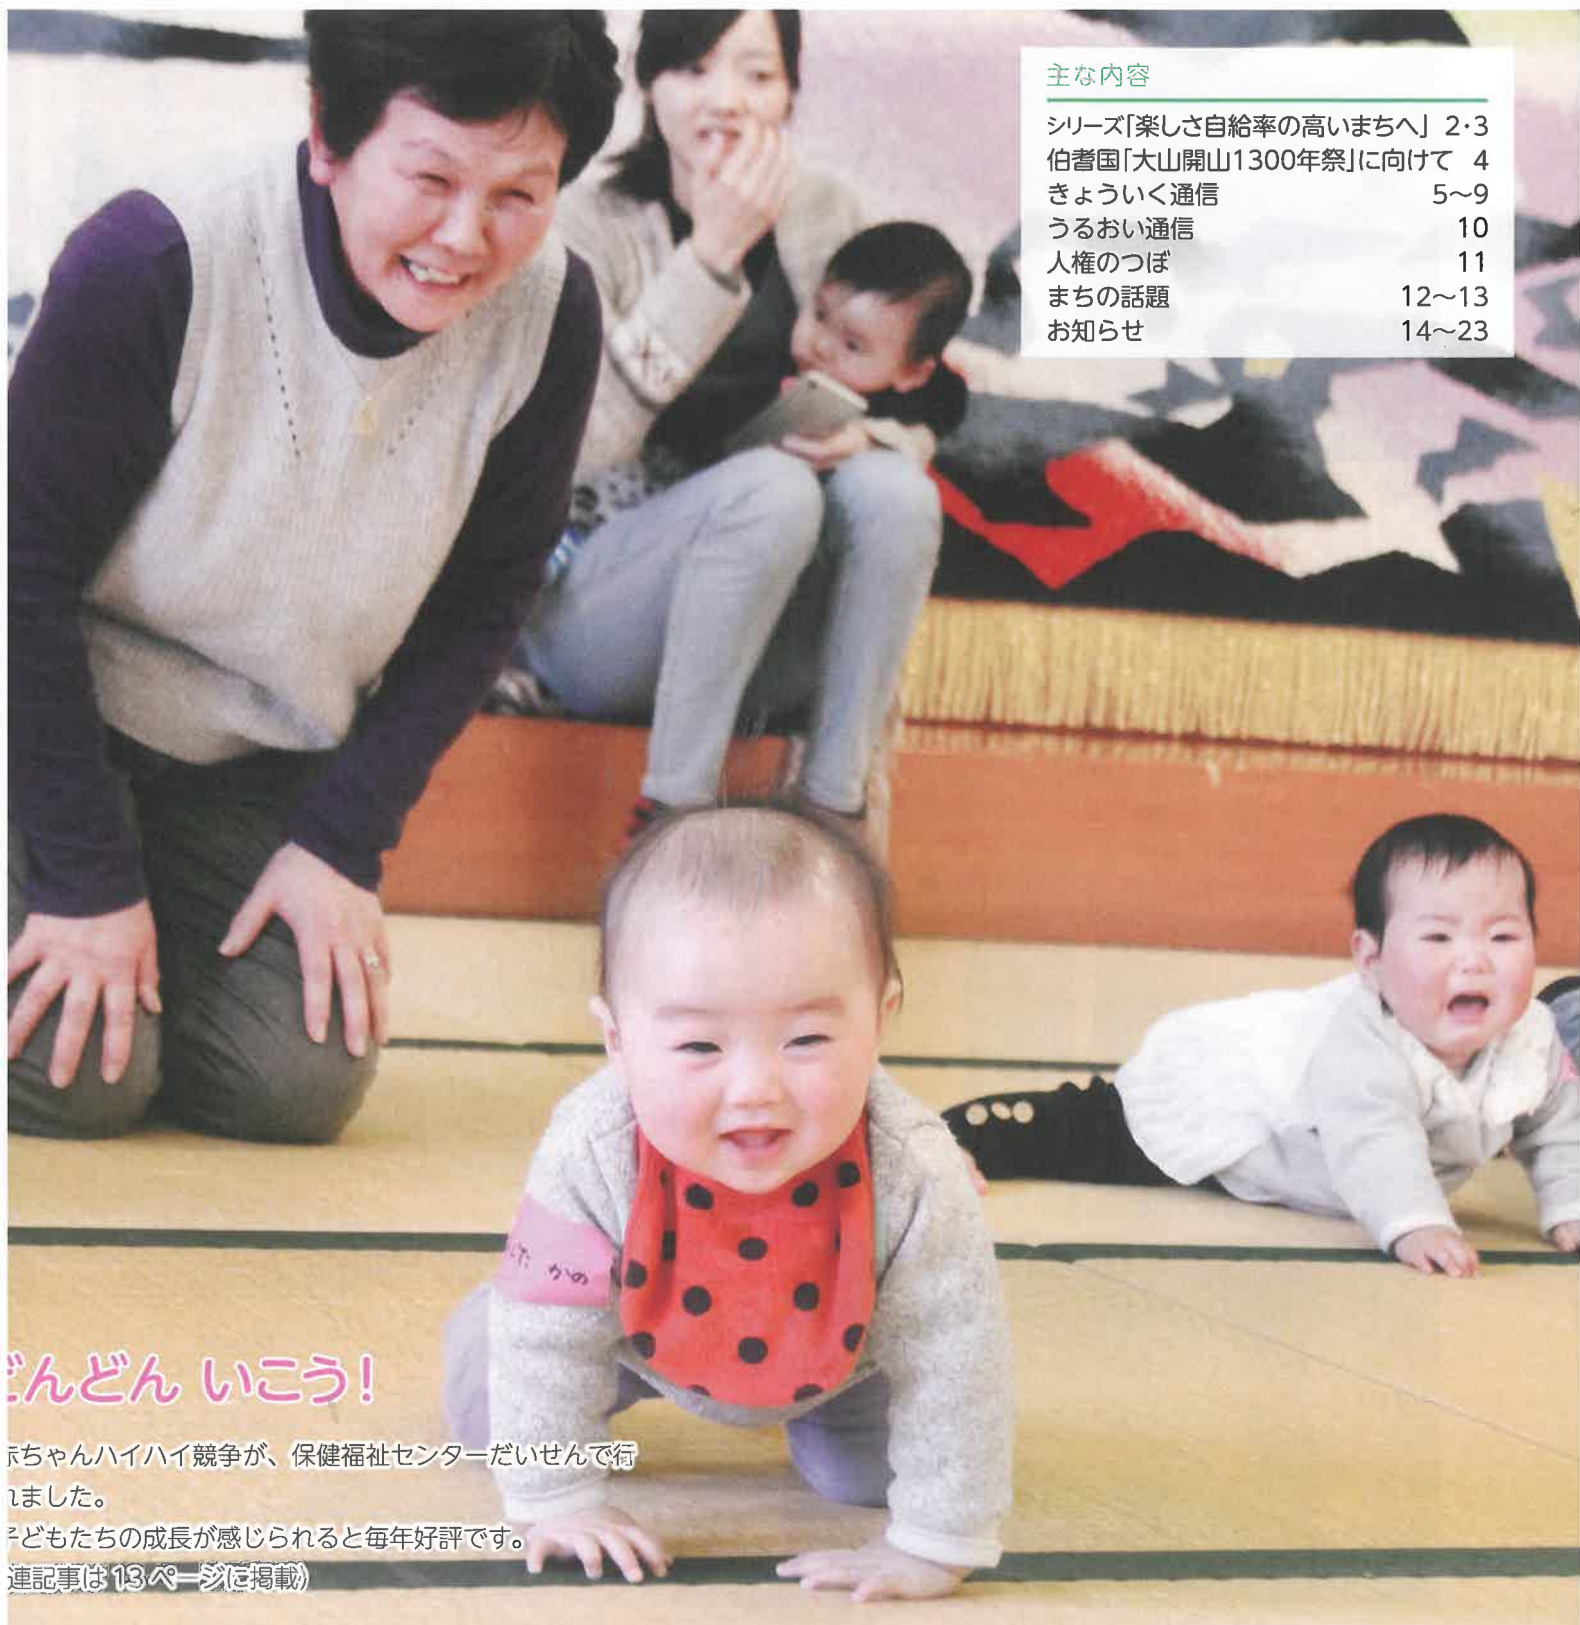 主な内容
シリーズ「楽しさ自給率の高いまちへ」 2・3
伯耆国「大山開山1300年祭」に向けて 4
きょういく通信 5〜9
うるおい通信 10
人権のつぼ 11
まちの話題 12〜13
お知らせ 14〜23
かの
どんどん いこう!
赤ちゃんハイハイ競争が、保健福祉センターだいせんで行
れました。
子どもたちの成長が感じられると毎年好評です。
連記事は 13 ページに掲載)